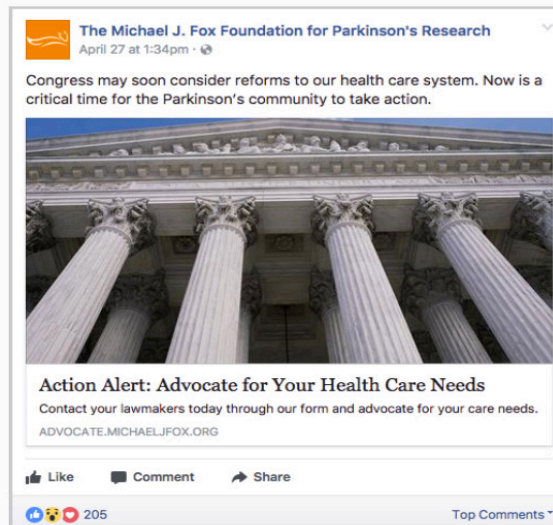 The Michael J. Fox Foundation for Parkinson's Research
April 27 at 1:34pm ·
Congress may soon consider reforms to our health care system. Now is a
critical time for the Parkinson's community to take action.
Action Alert: Advocate for Your Health Care Needs
Contact your lawmakers today through our form and advocate for your care needs.
ADVOCATE.MICHAELJFOX.ORG
Like Comment Share
205 Top Comments